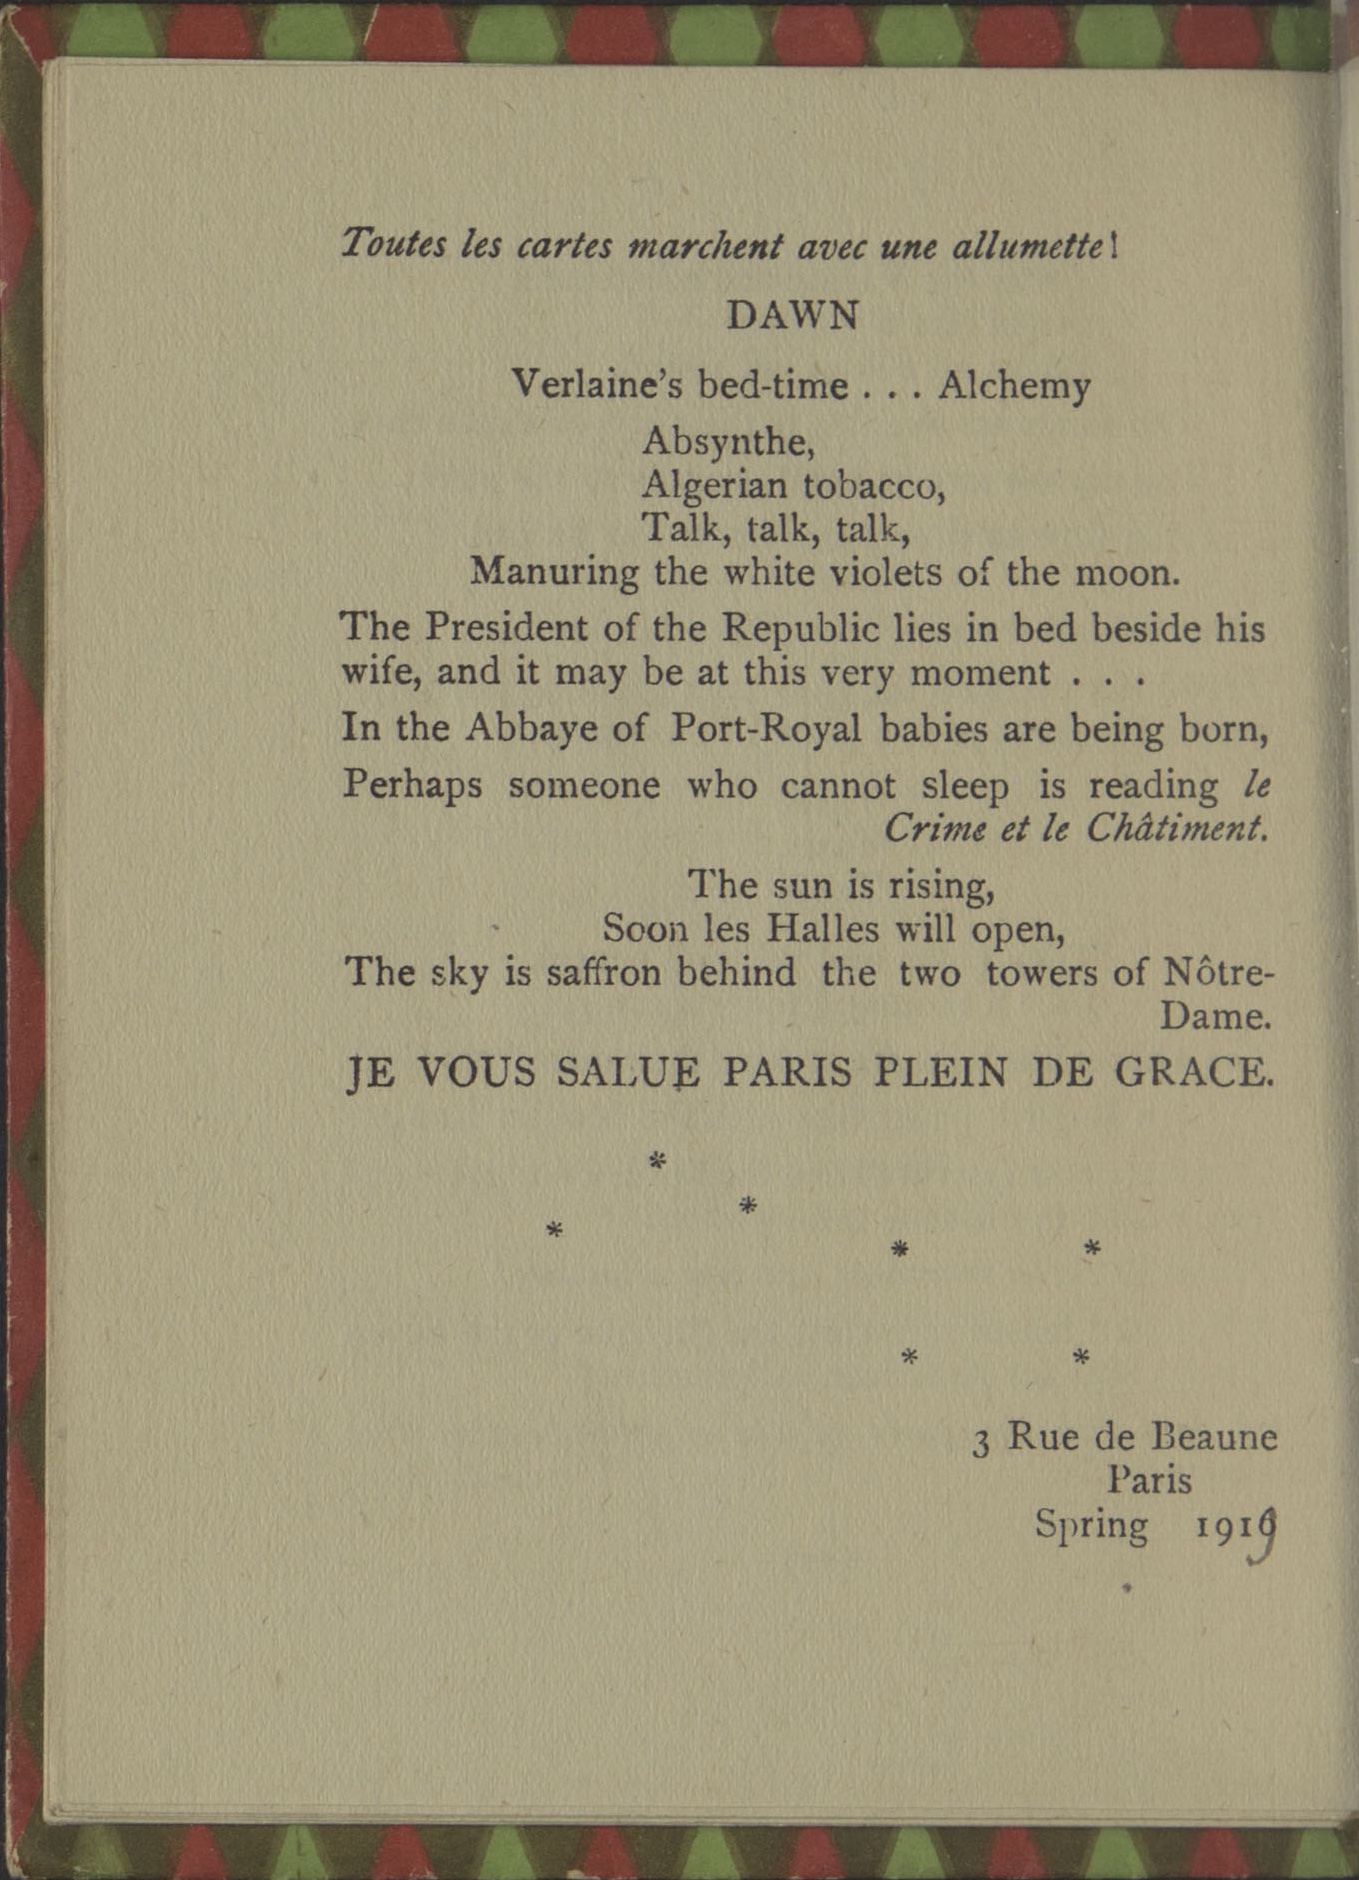 Toutes les cartes marchent avec une allumette!
DAWN
Verlaine's bed-time . . . Alchemy
Absynthe,
Algerian tobacco,
Talk, talk, talk,
Manuring the white violets of the moon.
The President of the Republic lies in bed beside his
wife, and it may be at this very moment . . .
In the Abbaye of Port-Royal babies are being born,
Perhaps someone who cannot sleep is reading le
Crime et le Châtiment.
The sun is rising,
Soon les Halles will open,
The sky is saffron behind the two towers of Nôtre-
Dame.
JE VOUS SALUE PARIS PLEIN DE GRACE.
*
*
*
* *
* *
3 Rue de Beaune
Paris
Spring 1919